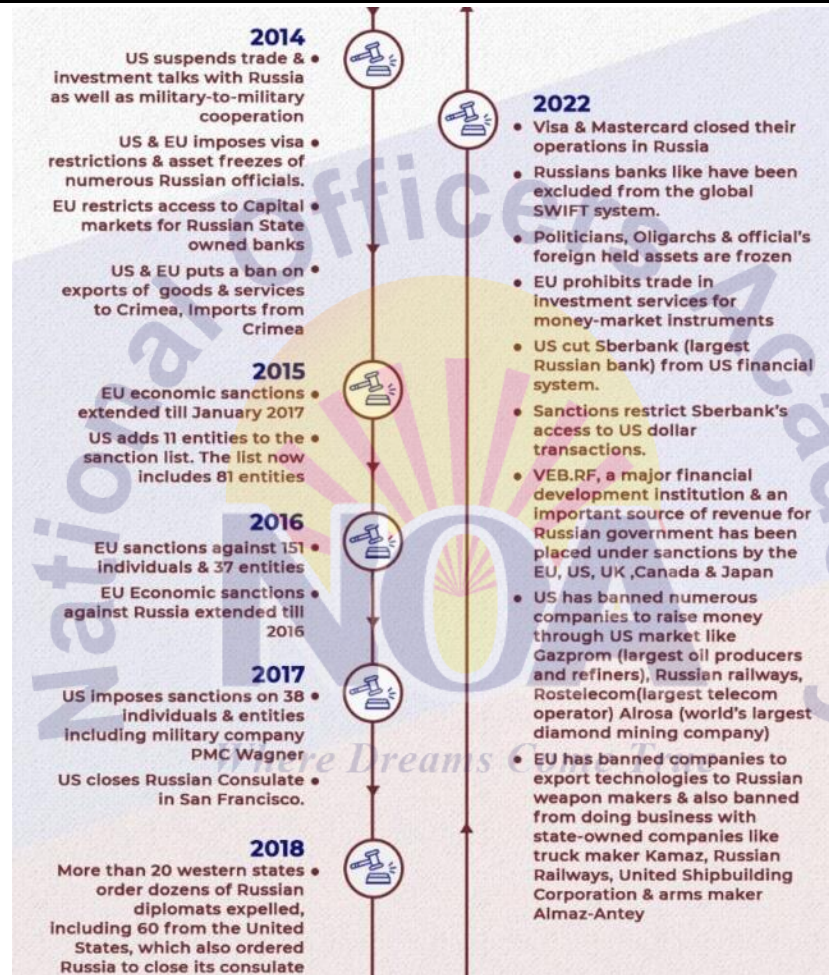 2014
US suspends trade &
investment talks with Russia
as well as military-to-military
cooperation
US & EU imposes visa
restrictions & asset freezes of
numerous Russian officials.
EU restricts access to Capital
markets for Russian State
owned banks
US & EU puts a ban on
exports of goods & services
to Crimea, Imports from
Crimea
2015
EU economic sanctions
extended till January 2017
US adds 11 entities to the
sanction list. The list now
includes 81 entities
2016
EU sanctions against 151
individuals & 37 entities
EU Economic sanctions
against Russia extended till
2016
2017
US imposes sanctions on 38
individuals & entities
including military company
PMC Wagner
US closes Russian Consulate
in San Francisco.
2018
More than 20 western states
order dozens of Russian
diplomats expelled,
including 60 from the United
States, which also ordered
Russia to close its consulate
2022
Visa & Mastercard closed their
operations in Russia
Russians banks like have been
excluded from the global
SWIFT system.
Politicians, Oligarchs & official's
foreign held assets are frozen
EU prohibits trade in
investment services for
money-market instruments
US cut Sberbank (largest
Russian bank) from US financial
system.
Sanctions restrict Sberbank's
access to US dollar
transactions.
VEB.RF, a major financial
development institution & an
important source of revenue for
Russian government has been
placed under sanctions by the
EU, US, UK ,Canada & Japan
US has banned numerous
companies to raise money
through US market like
Gazprom (largest oil producers
and refiners), Russian railways,
Rostelecom(largest telecom
operator) Alrosa (world's largest
diamond mining company)
EU has banned companies to
export technologies to Russian
weapon makers & also banned
from doing business with
state-owned companies like
truck maker Kamaz, Russian
Railways, United Shipbuilding
Corporation & arms maker
Almaz-Antey
National Officers Acade
NOA
Where Dreams Come True